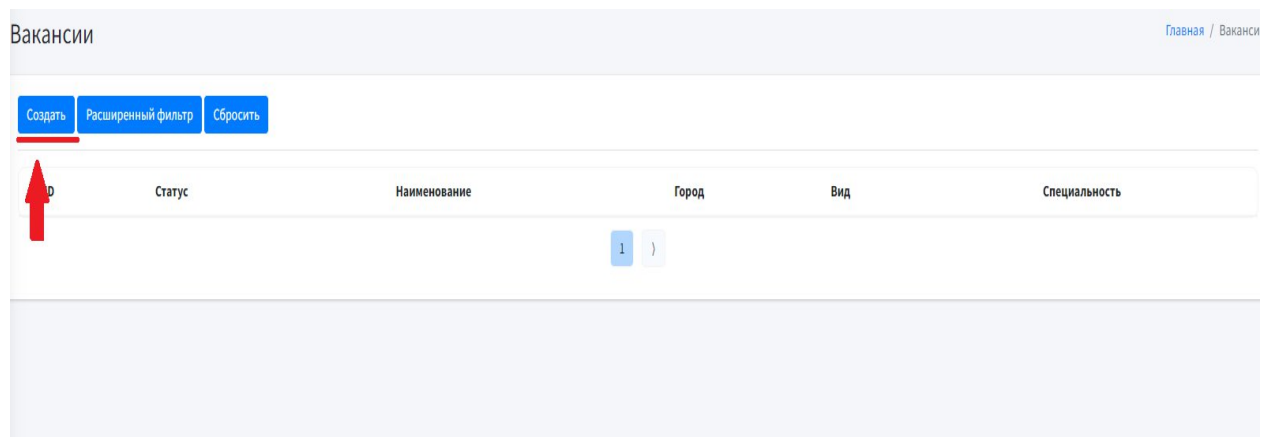 Вакансии
Главная / Ваканси
Создать Расширенный фильтр Сбросить
D Статус Наименование Город Вид Специальность
1 ⟩